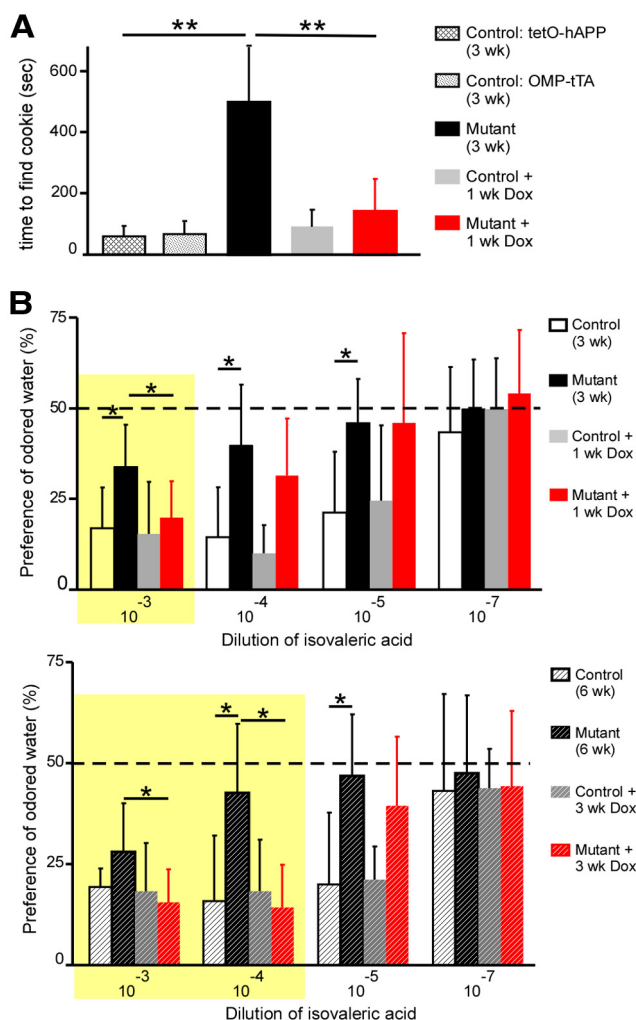 A
**
**
time to find cookie (sec)
600
400
200
0
Control: tetO-hAPP
(3 wk)
Control: OMP-tTA
(3 wk)
Mutant
(3 wk)
Control +
1 wk Dox
Mutant +
1 wk Dox
B
Preference of odored water (%)
75
50
25
0
*
*
*
*
10-3
10-4
10-5
10-7
Dilution of isovaleric acid
Control
(3 wk)
Mutant
(3 wk)
Control +
1 wk Dox
Mutant +
1 wk Dox
Preference of odored water (%)
75
50
25
0
*
*
*
*
10-3
10-4
10-5
10-7
Dilution of isovaleric acid
Control
(6 wk)
Mutant
(6 wk)
Control +
3 wk Dox
Mutant +
3 wk Dox